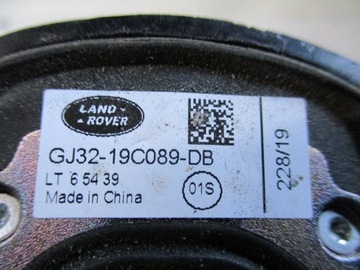 LAND
ROVER
GJ32-19C089-DB
LT 6 54 39
01S
Made in China
228/19